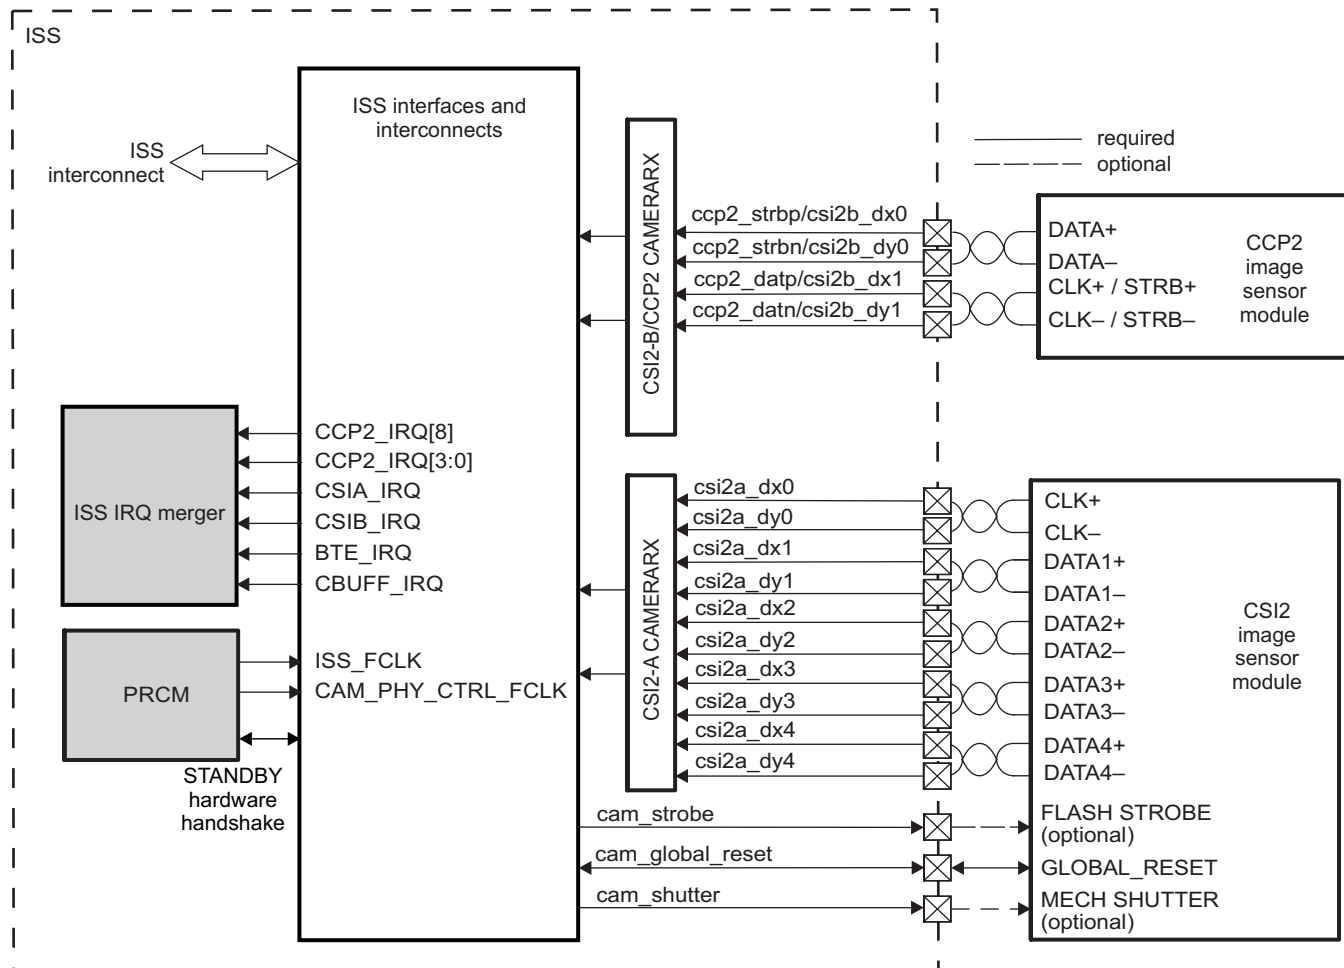 ISS
ISS interfaces and
interconnects
ISS
interconnect
required
optional
CSI2-B/CCP2 CAMERARX
ccp2_strbp/csi2b_dx0
ccp2_strbn/csi2b_dy0
ccp2_datp/csi2b_dx1
ccp2_datn/csi2b_dy1
DATA+
DATA–
CLK+ / STRB+
CLK– / STRB–
CCP2
image
sensor
module
ISS IRQ merger
CCP2_IRQ[8]
CCP2_IRQ[3:0]
CSIA_IRQ
CSIB_IRQ
BTE_IRQ
CBUFF_IRQ
PRCM
ISS_FCLK
CAM_PHY_CTRL_FCLK
STANDBY
hardware
handshake
CSI2-A CAMERARX
csi2a_dx0
csi2a_dy0
csi2a_dx1
csi2a_dy1
csi2a_dx2
csi2a_dy2
csi2a_dx3
csi2a_dy3
csi2a_dx4
csi2a_dy4
CLK+
CLK–
DATA1+
DATA1–
DATA2+
DATA2–
DATA3+
DATA3–
DATA4+
DATA4–
CSI2
image
sensor
module
cam_strobe
cam_global_reset
cam_shutter
FLASH STROBE
(optional)
GLOBAL_RESET
MECH SHUTTER
(optional)